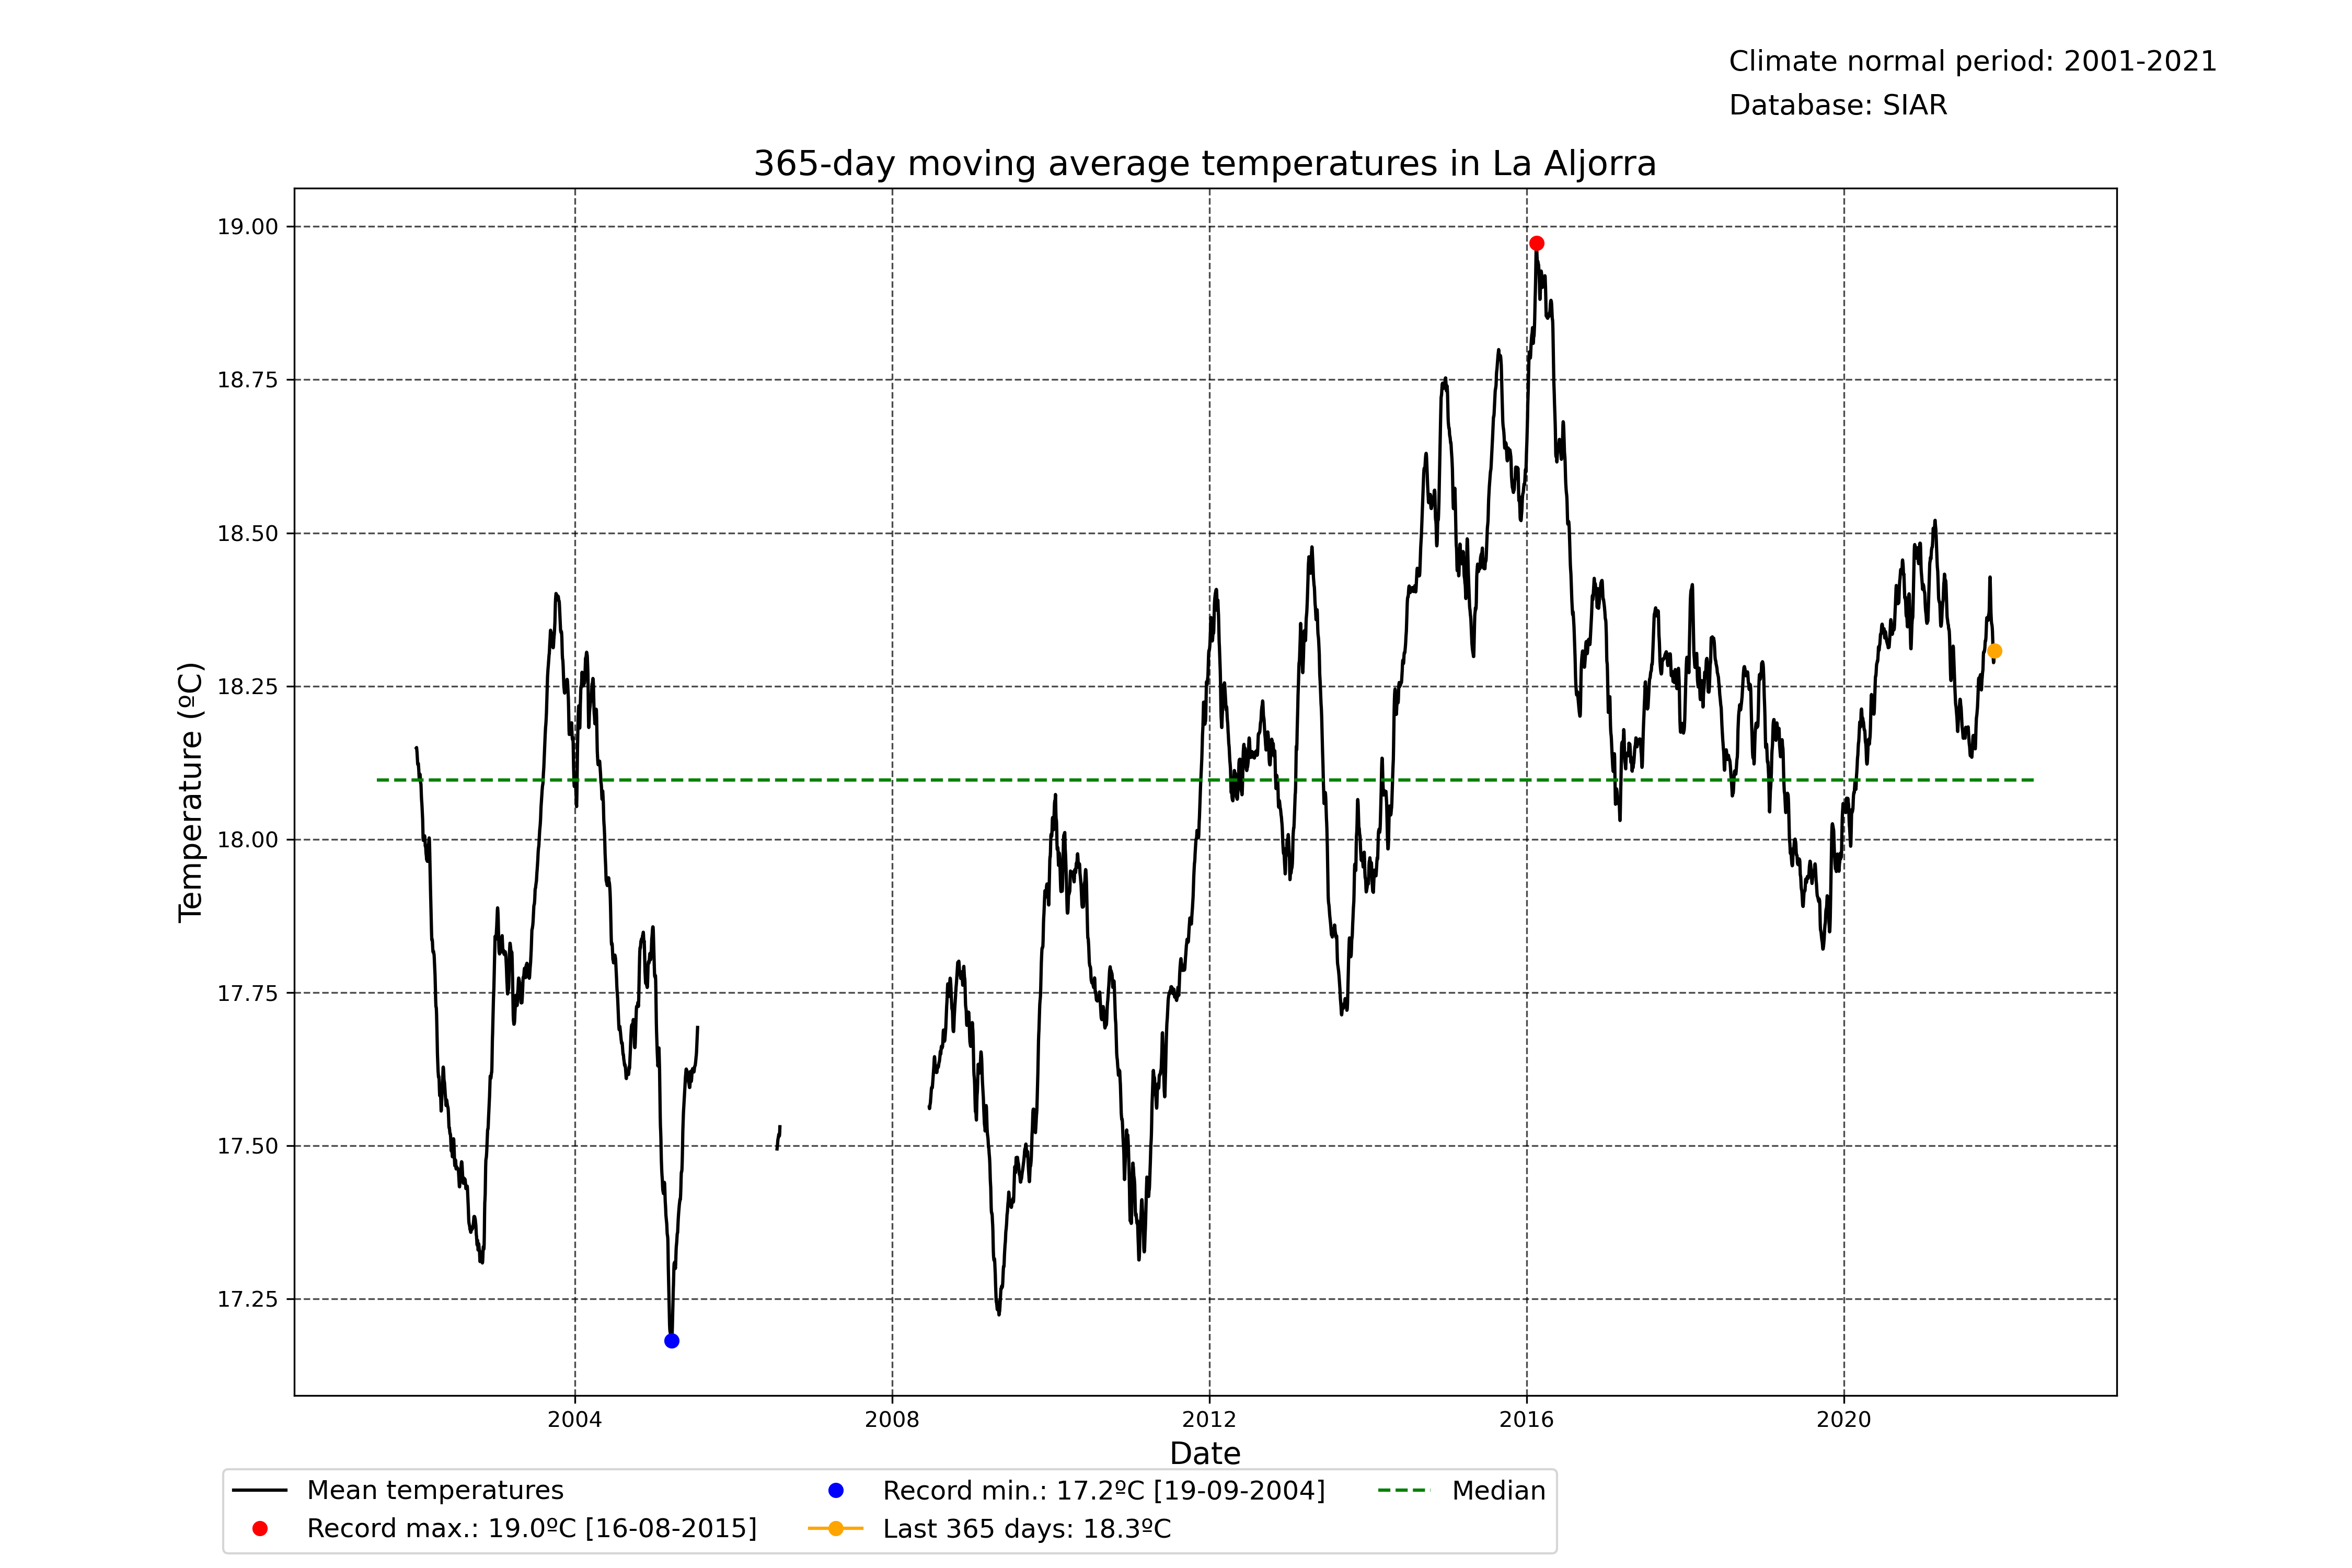 Climate normal period: 2001-2021
Database: SIAR
365-day moving average temperatures in La Aljorra
19.00
18.75
18.50
18.25
18.00
17.75
17.50
17.25
Temperature (ºC)
2004 2008 2012 2016 2020
Date
Mean temperatures
Record max.: 19.0ºC [16-08-2015]
Record min.: 17.2ºC [19-09-2004]
Last 365 days: 18.3ºC
Median